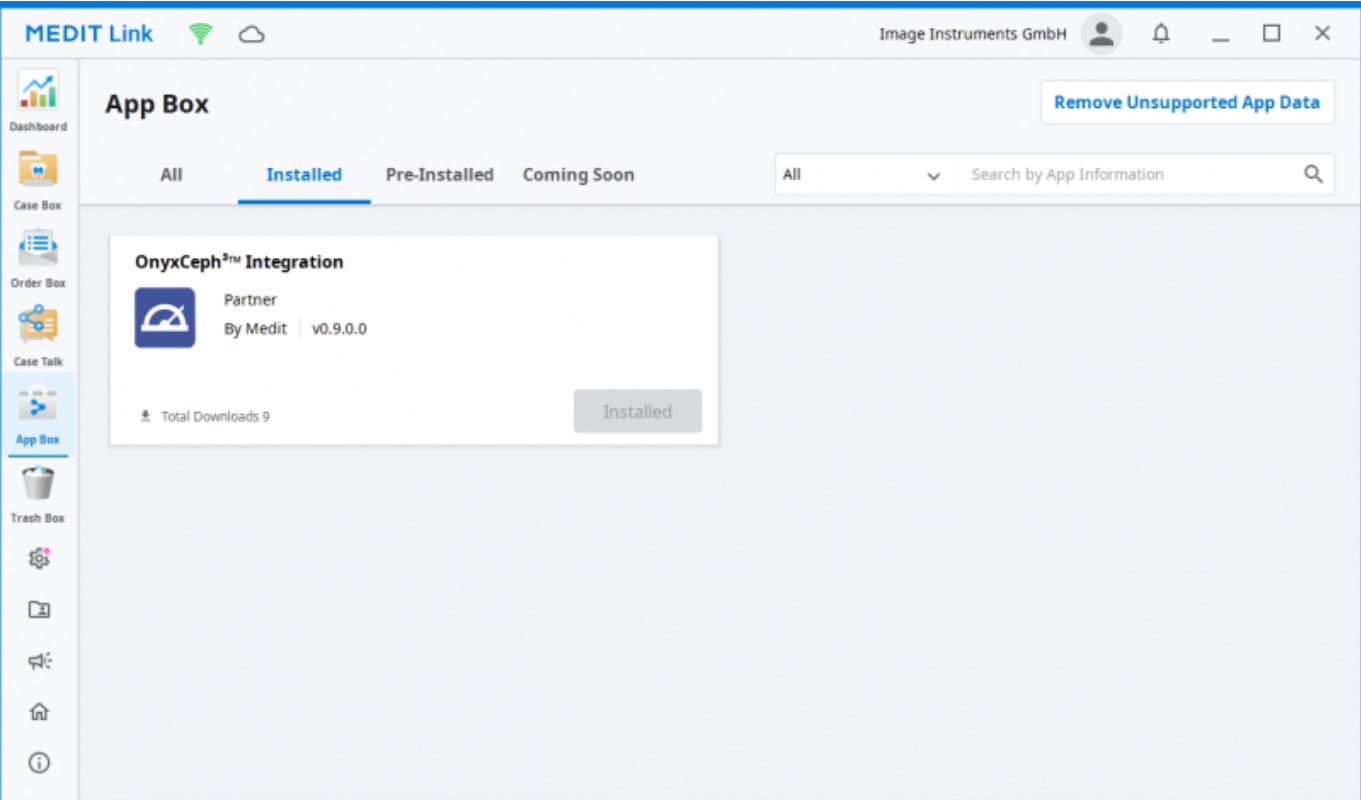 MEDIT Link
Image Instruments GmbH
Dashboard
Case Box
Order Box
Case Talk
App Box
Trash Box
App Box
Remove Unsupported App Data
All Installed Pre-Installed Coming Soon
All Search by App Information
OnyxCeph³™ Integration
Partner
By Medit v0.9.0.0
Total Downloads 9
Installed